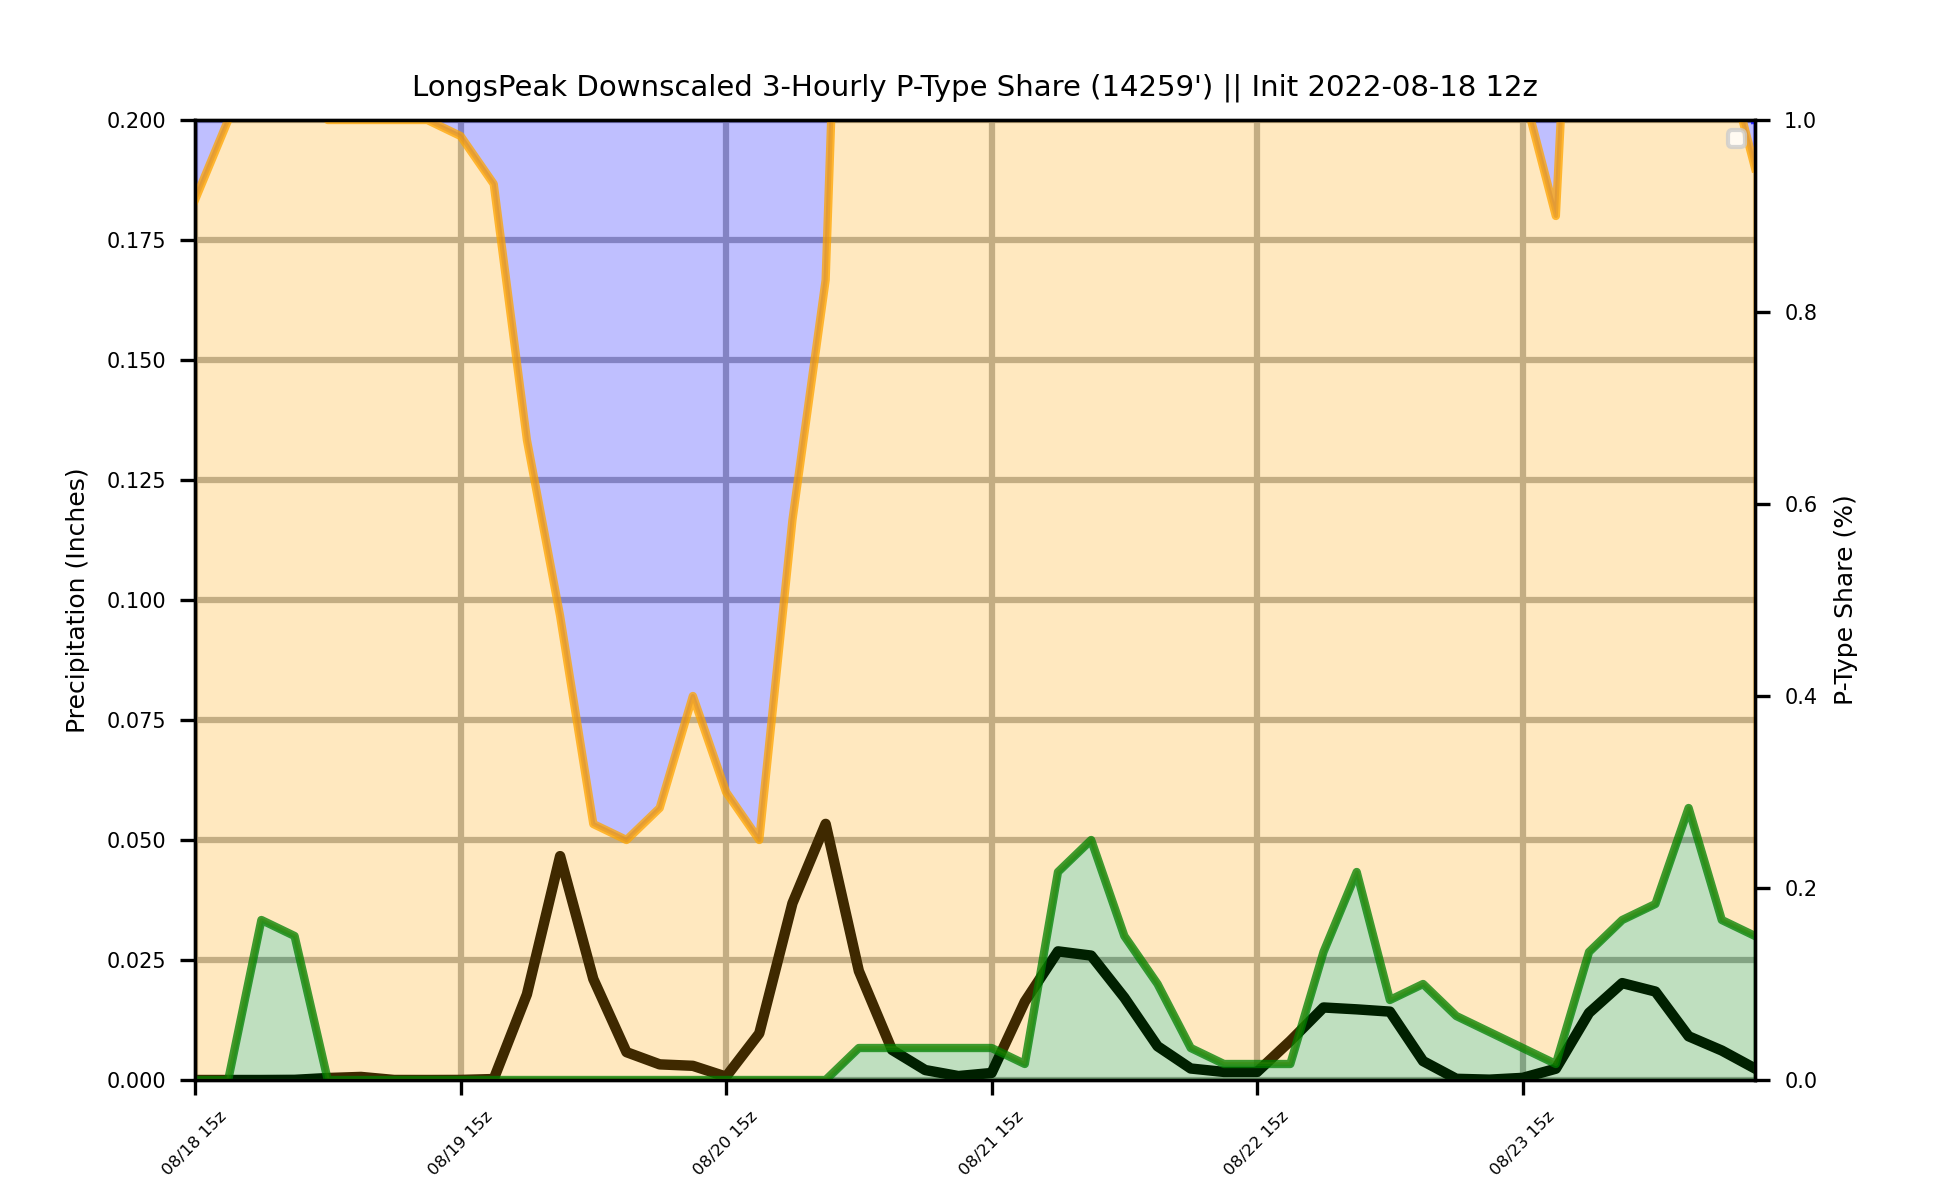 LongsPeak Downscaled 3-Hourly P-Type Share (14259') || Init 2022-08-18 12z
0.200
0.175
0.150
0.125
0.100
0.075
0.050
0.025
0.000
Precipitation (Inches)
1.0
0.8
0.6
0.4
0.2
0.0
P-Type Share (%)
08/18 15z
08/19 15z
08/20 15z
08/21 15z
08/22 15z
08/23 15z